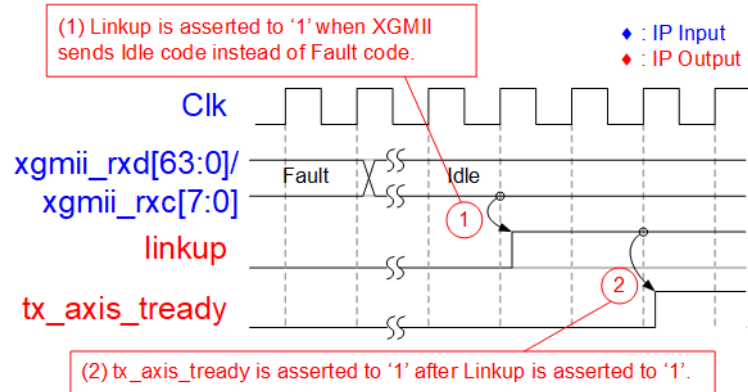 (1) Linkup is asserted to ‘1’ when XGMII
sends Idle code instead of Fault code.
♦ : IP Input
♦ : IP Output
Clk
xgmii_rxd[63:0]/
xgmii_rxc[7:0]
Fault
Idle
1
linkup
2
tx_axis_tready
(2) tx_axis_tready is asserted to ‘1’ after Linkup is asserted to ‘1’.